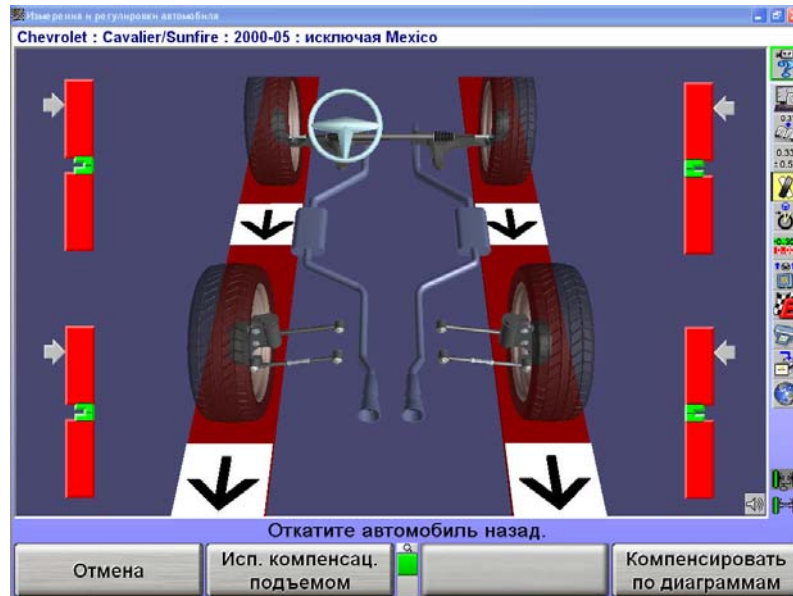 Измерения и регулировки автомобиля
Chevrolet : Cavalier/Sunfire : 2000-05 : исключая Mexico
Откатите автомобиль назад.
Отмена
Исп. компенсац.
подъемом
Компенсировать
по диаграммам